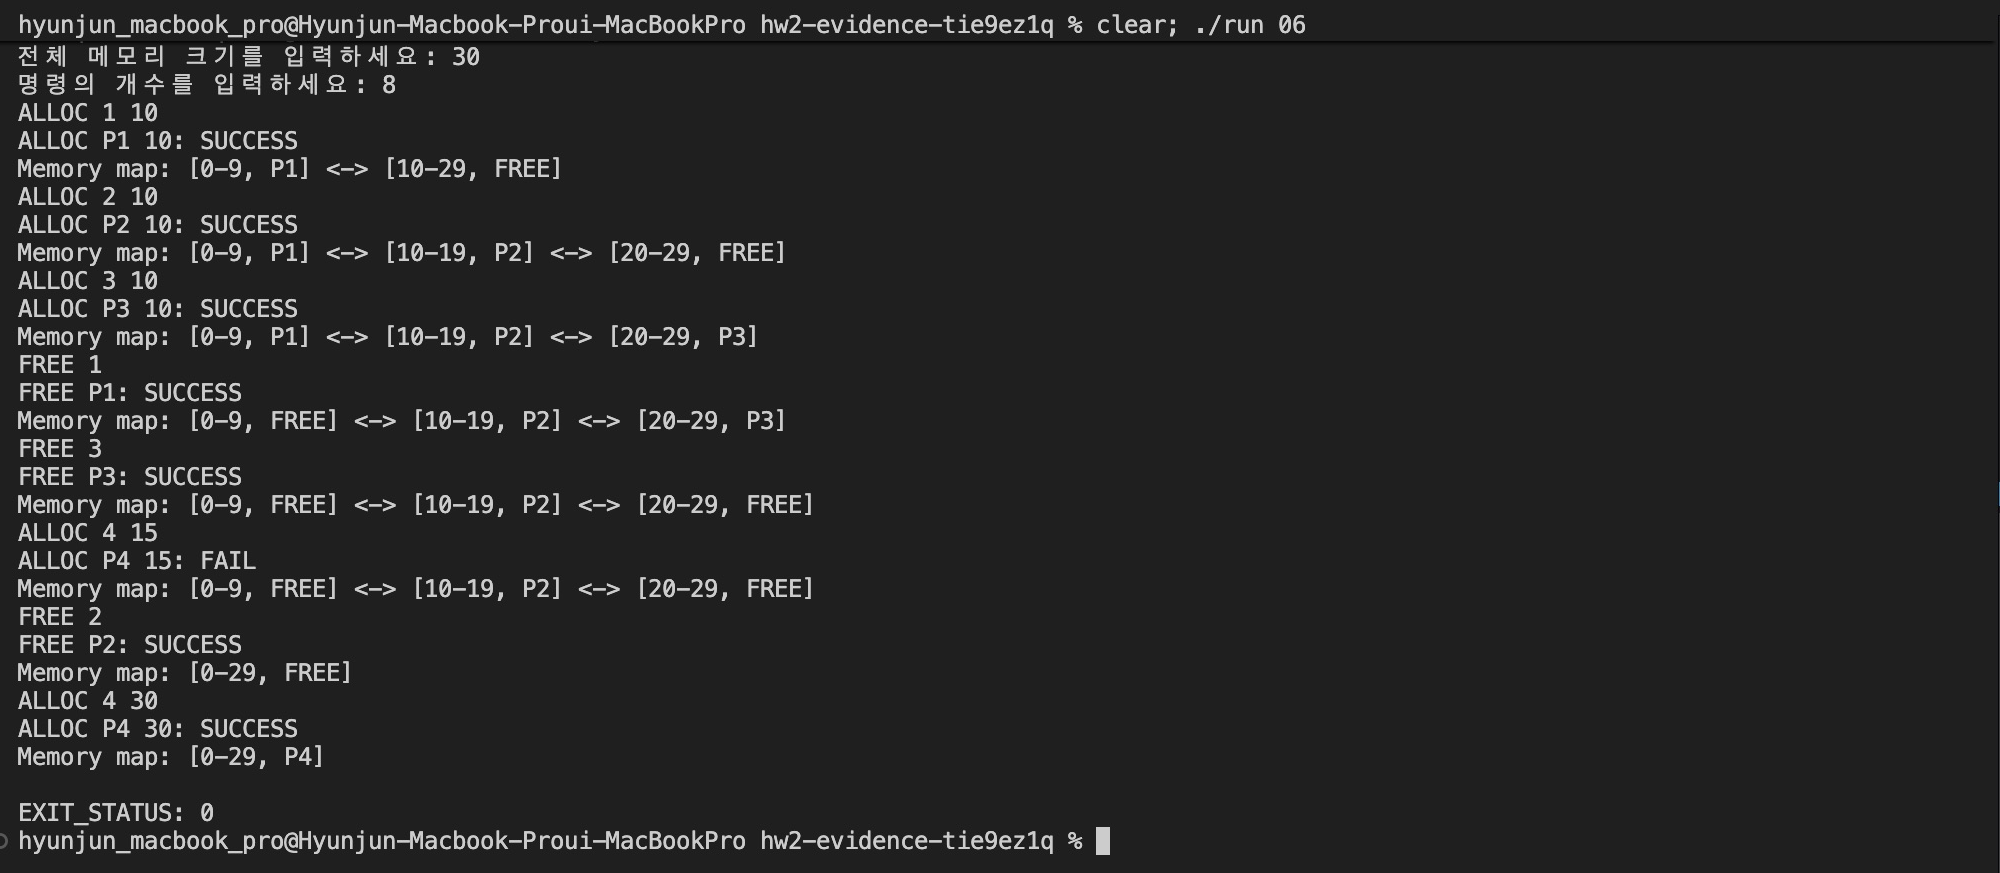 hyunjun_macbook_pro@Hyunjun-Macbook-Proui-MacBookPro hw2-evidence-tie9ez1q % clear; ./run 06
전체 메모리 크기를 입력하세요: 30
명령의 개수를 입력하세요: 8
ALLOC 1 10
ALLOC P1 10: SUCCESS
Memory map: [0-9, P1] <-> [10-29, FREE]
ALLOC 2 10
ALLOC P2 10: SUCCESS
Memory map: [0-9, P1] <-> [10-19, P2] <-> [20-29, FREE]
ALLOC 3 10
ALLOC P3 10: SUCCESS
Memory map: [0-9, P1] <-> [10-19, P2] <-> [20-29, P3]
FREE 1
FREE P1: SUCCESS
Memory map: [0-9, FREE] <-> [10-19, P2] <-> [20-29, P3]
FREE 3
FREE P3: SUCCESS
Memory map: [0-9, FREE] <-> [10-19, P2] <-> [20-29, FREE]
ALLOC 4 15
ALLOC P4 15: FAIL
Memory map: [0-9, FREE] <-> [10-19, P2] <-> [20-29, FREE]
FREE 2
FREE P2: SUCCESS
Memory map: [0-29, FREE]
ALLOC 4 30
ALLOC P4 30: SUCCESS
Memory map: [0-29, P4]
EXIT_STATUS: 0
hyunjun_macbook_pro@Hyunjun-Macbook-Proui-MacBookPro hw2-evidence-tie9ez1q %